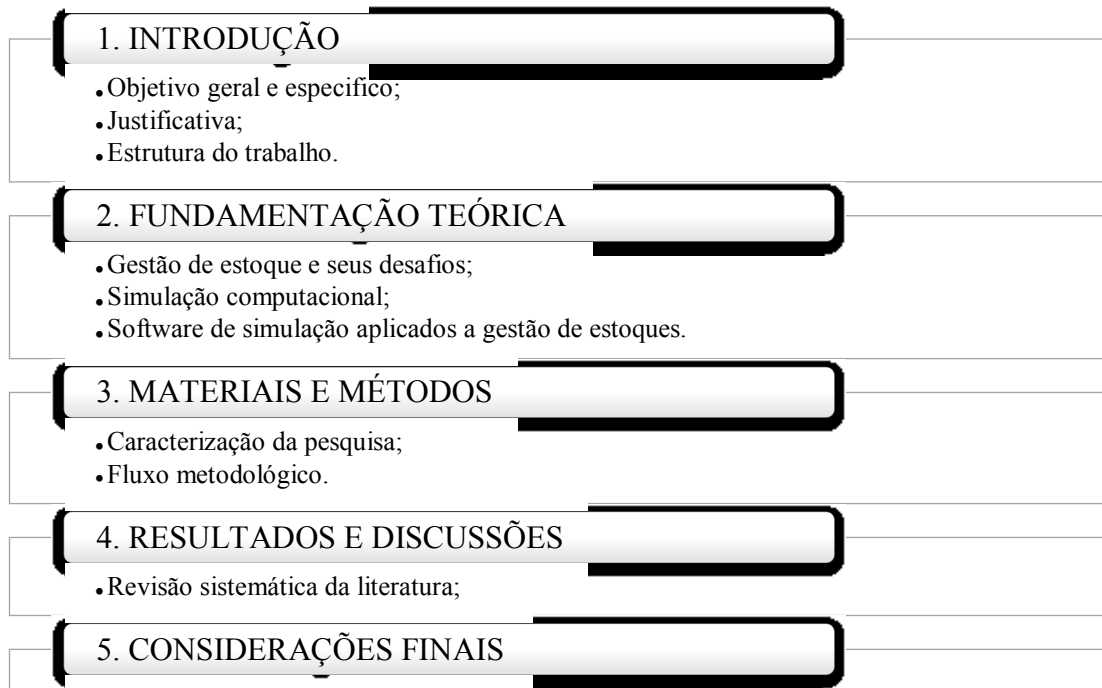 1. INTRODUÇÃO
• Objetivo geral e especifico;
• Justificativa;
• Estrutura do trabalho.
2. FUNDAMENTAÇÃO TEÓRICA
• Gestão de estoque e seus desafios;
• Simulação computacional;
• Software de simulação aplicados a gestão de estoques.
3. MATERIAIS E MÉTODOS
• Caracterização da pesquisa;
• Fluxo metodológico.
4. RESULTADOS E DISCUSSÕES
• Revisão sistemática da literatura;
5. CONSIDERAÇÕES FINAIS